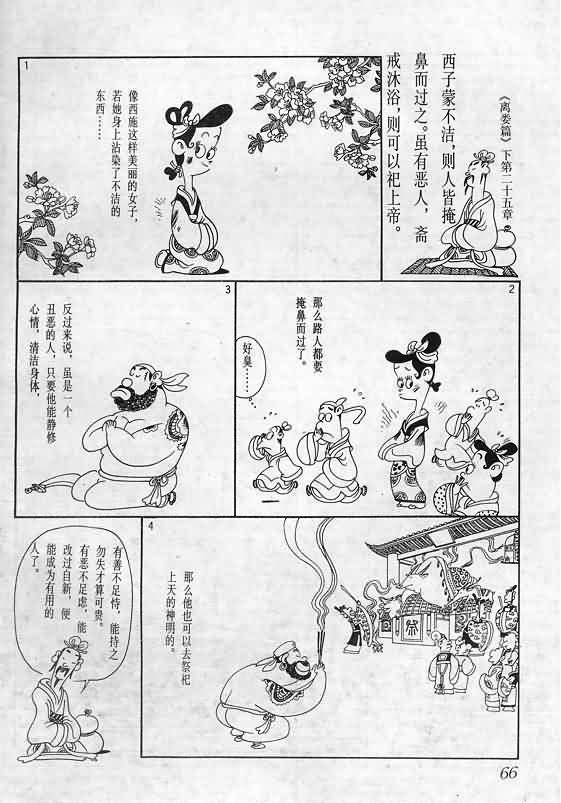 《离娄篇》下第二十五章
西子蒙不洁，则人皆掩
鼻而过之。虽有恶人，斋
戒沐浴，则可以祀上帝。
1
像西施这样美丽的女子，
若她身上沾染了不洁的
东西……
2
那么路人都要
掩鼻而过了。
好臭……
3
反过来说，虽是一个
丑恶的人，只要他能静修
心情，清洁身体，
4
那么他也可以去祭祀
上天的神明的。
祭
有善不足恃，能持之
勿失才算可贵。
有恶不足虑，能
改过自新，便
能成为有用的
人了。
66